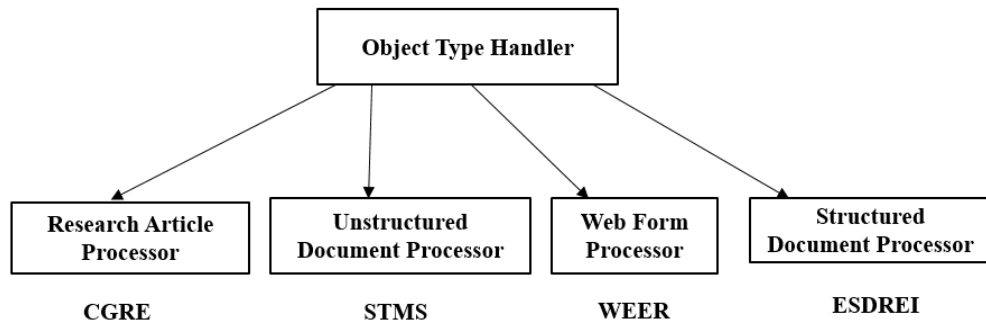 Object Type Handler
Research Article
Processor
Unstructured
Document Processor
Web Form
Processor
Structured
Document Processor
CGRE
STMS
WEER
ESDREI